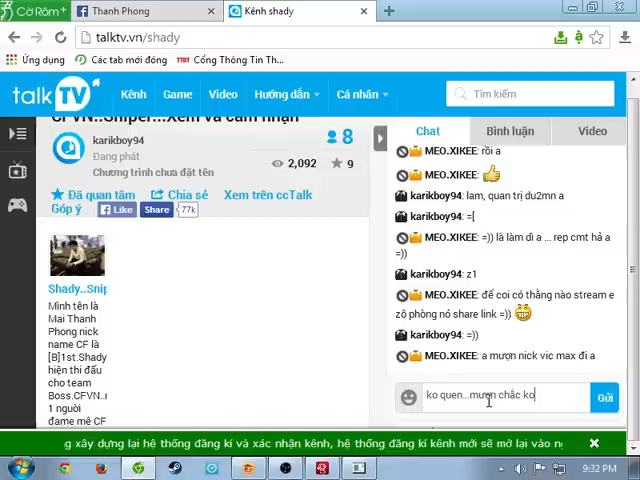 Cờ Rôm+
Thanh Phong
Kênh shady
talktv.vn/shady
Ứng dụng
Các tab mới đóng
Cổng Thông Tin Th...
talk TV
Kênh
Game
Video
Hướng dẫn
Cá nhân
Tìm kiếm
CFVN..Sniper...Xem và cảm nhận
karikboy94
Đang phát
Chương trình chưa đặt tên
8
2,092
9
Đã quan tâm
Chia sẻ
Xem trên ccTalk
Góp ý
Like
Share
77k
Shady..Snip
Mình tên là
Mai Thanh
Phong nick
name CF là
[B]1st.Shady
hiện thi đấu
cho team
Boss.CFVN..r
1 người
đam mê CF
Chat
Bình luận
Video
MEO.XIKEE: rồi a
MEO.XIKEE:
karikboy94: lam, quan trị du2mn a
karikboy94: =[
MEO.XIKEE: =)) là làm dì a ... rep cmt hả a
=))
karikboy94: z1
MEO.XIKEE: để coi có thằng nào stream e
zô phòng nó share link =))
karikboy94: =))
MEO.XIKEE: a mượn nick vic max đi a
ko quen...mượn chắc ko
Gửi
g xây dựng lại hệ thống đăng kí và xác nhận kênh, hệ thống đăng kí kênh mới sẽ mở lại vào ng
9:32 PM